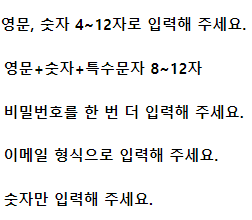 영문, 숫자 4~12자로 입력해 주세요.
영문+숫자+특수문자 8~12자
비밀번호를 한 번 더 입력해 주세요.
이메일 형식으로 입력해 주세요.
숫자만 입력해 주세요.